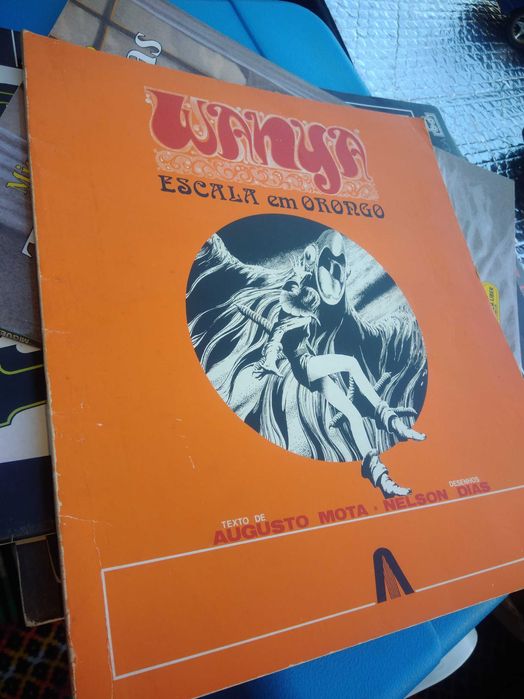 WANYA
ESCALA em ORONGO
TEXTO DE
DESENHOS
AUGUSTO MOTA • NELSON DIAS